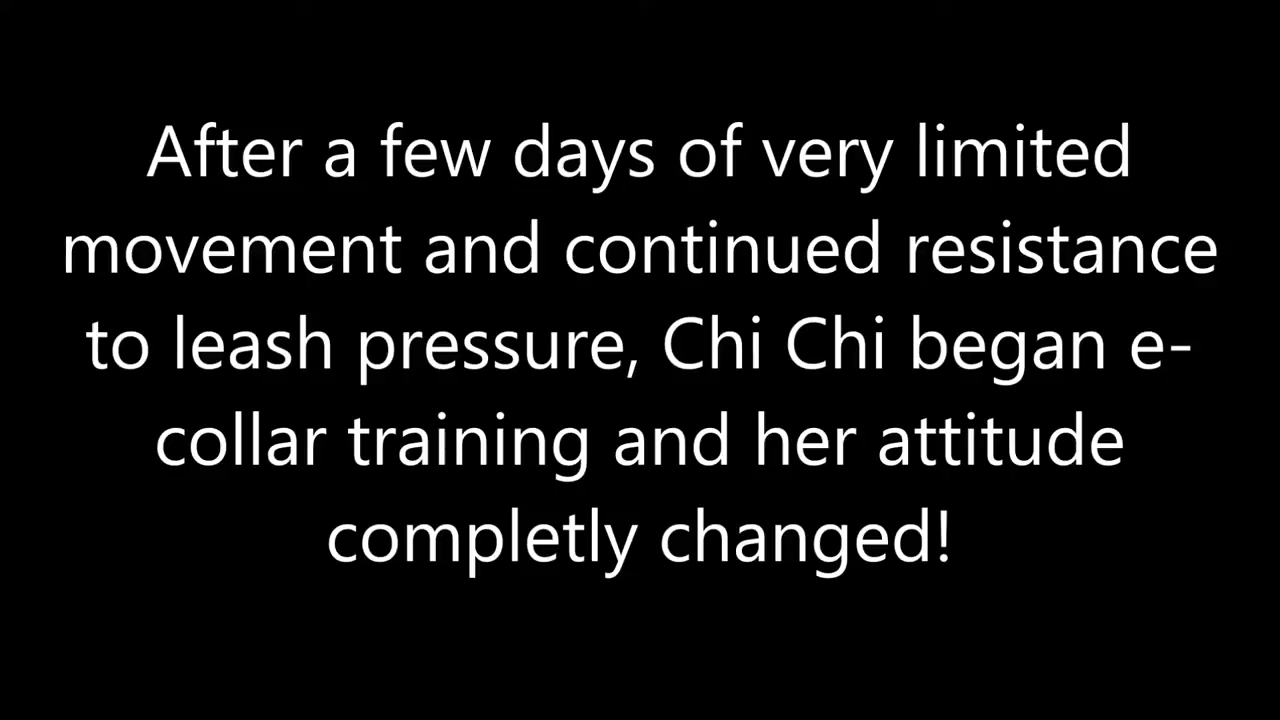 After a few days of very limited
movement and continued resistance
to leash pressure, Chi Chi began e-
collar training and her attitude
completly changed!